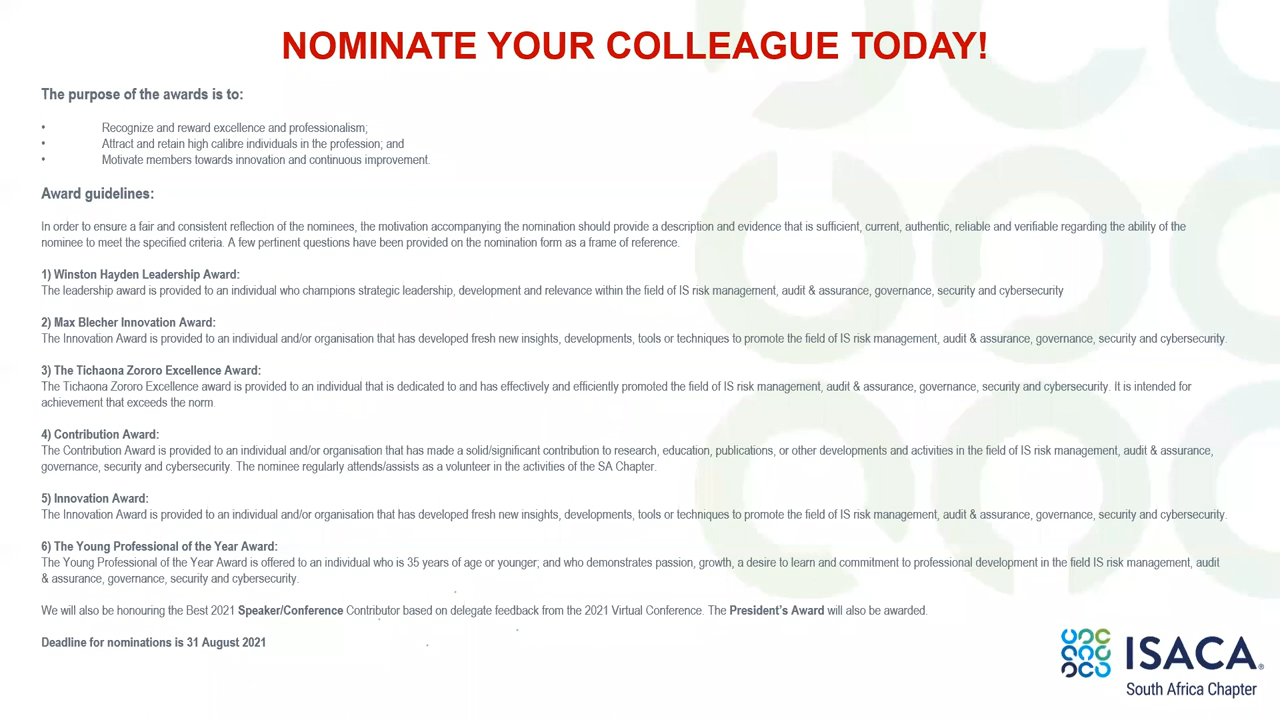 NOMINATE YOUR COLLEAGUE TODAY!
The purpose of the awards is to:
• Recognize and reward excellence and professionalism;
• Attract and retain high calibre individuals in the profession; and
• Motivate members towards innovation and continuous improvement.
Award guidelines:
In order to ensure a fair and consistent reflection of the nominees, the motivation accompanying the nomination should provide a description and evidence that is sufficient, current, authentic, reliable and verifiable regarding the ability of the
nominee to meet the specified criteria. A few pertinent questions have been provided on the nomination form as a frame of reference.
1) Winston Hayden Leadership Award:
The leadership award is provided to an individual who champions strategic leadership, development and relevance within the field of IS risk management, audit & assurance, governance, security and cybersecurity
2) Max Blecher Innovation Award:
The Innovation Award is provided to an individual and/or organisation that has developed fresh new insights, developments, tools or techniques to promote the field of IS risk management, audit & assurance, governance, security and cybersecurity.
3) The Tichaona Zororo Excellence Award:
The Tichaona Zororo Excellence award is provided to an individual that is dedicated to and has effectively and efficiently promoted the field of IS risk management, audit & assurance, governance, security and cybersecurity. It is intended for
achievement that exceeds the norm.
4) Contribution Award:
The Contribution Award is provided to an individual and/or organisation that has made a solid/significant contribution to research, education, publications, or other developments and activities in the field of IS risk management, audit & assurance,
governance, security and cybersecurity. The nominee regularly attends/assists as a volunteer in the activities of the SA Chapter.
5) Innovation Award:
The Innovation Award is provided to an individual and/or organisation that has developed fresh new insights, developments, tools or techniques to promote the field of IS risk management, audit & assurance, governance, security and cybersecurity.
6) The Young Professional of the Year Award:
The Young Professional of the Year Award is offered to an individual who is 35 years of age or younger; and who demonstrates passion, growth, a desire to learn and commitment to professional development in the field IS risk management, audit
& assurance, governance, security and cybersecurity.
We will also be honouring the Best 2021 Speaker/Conference Contributor based on delegate feedback from the 2021 Virtual Conference. The President's Award will also be awarded.
Deadline for nominations is 31 August 2021
ISACA®
South Africa Chapter